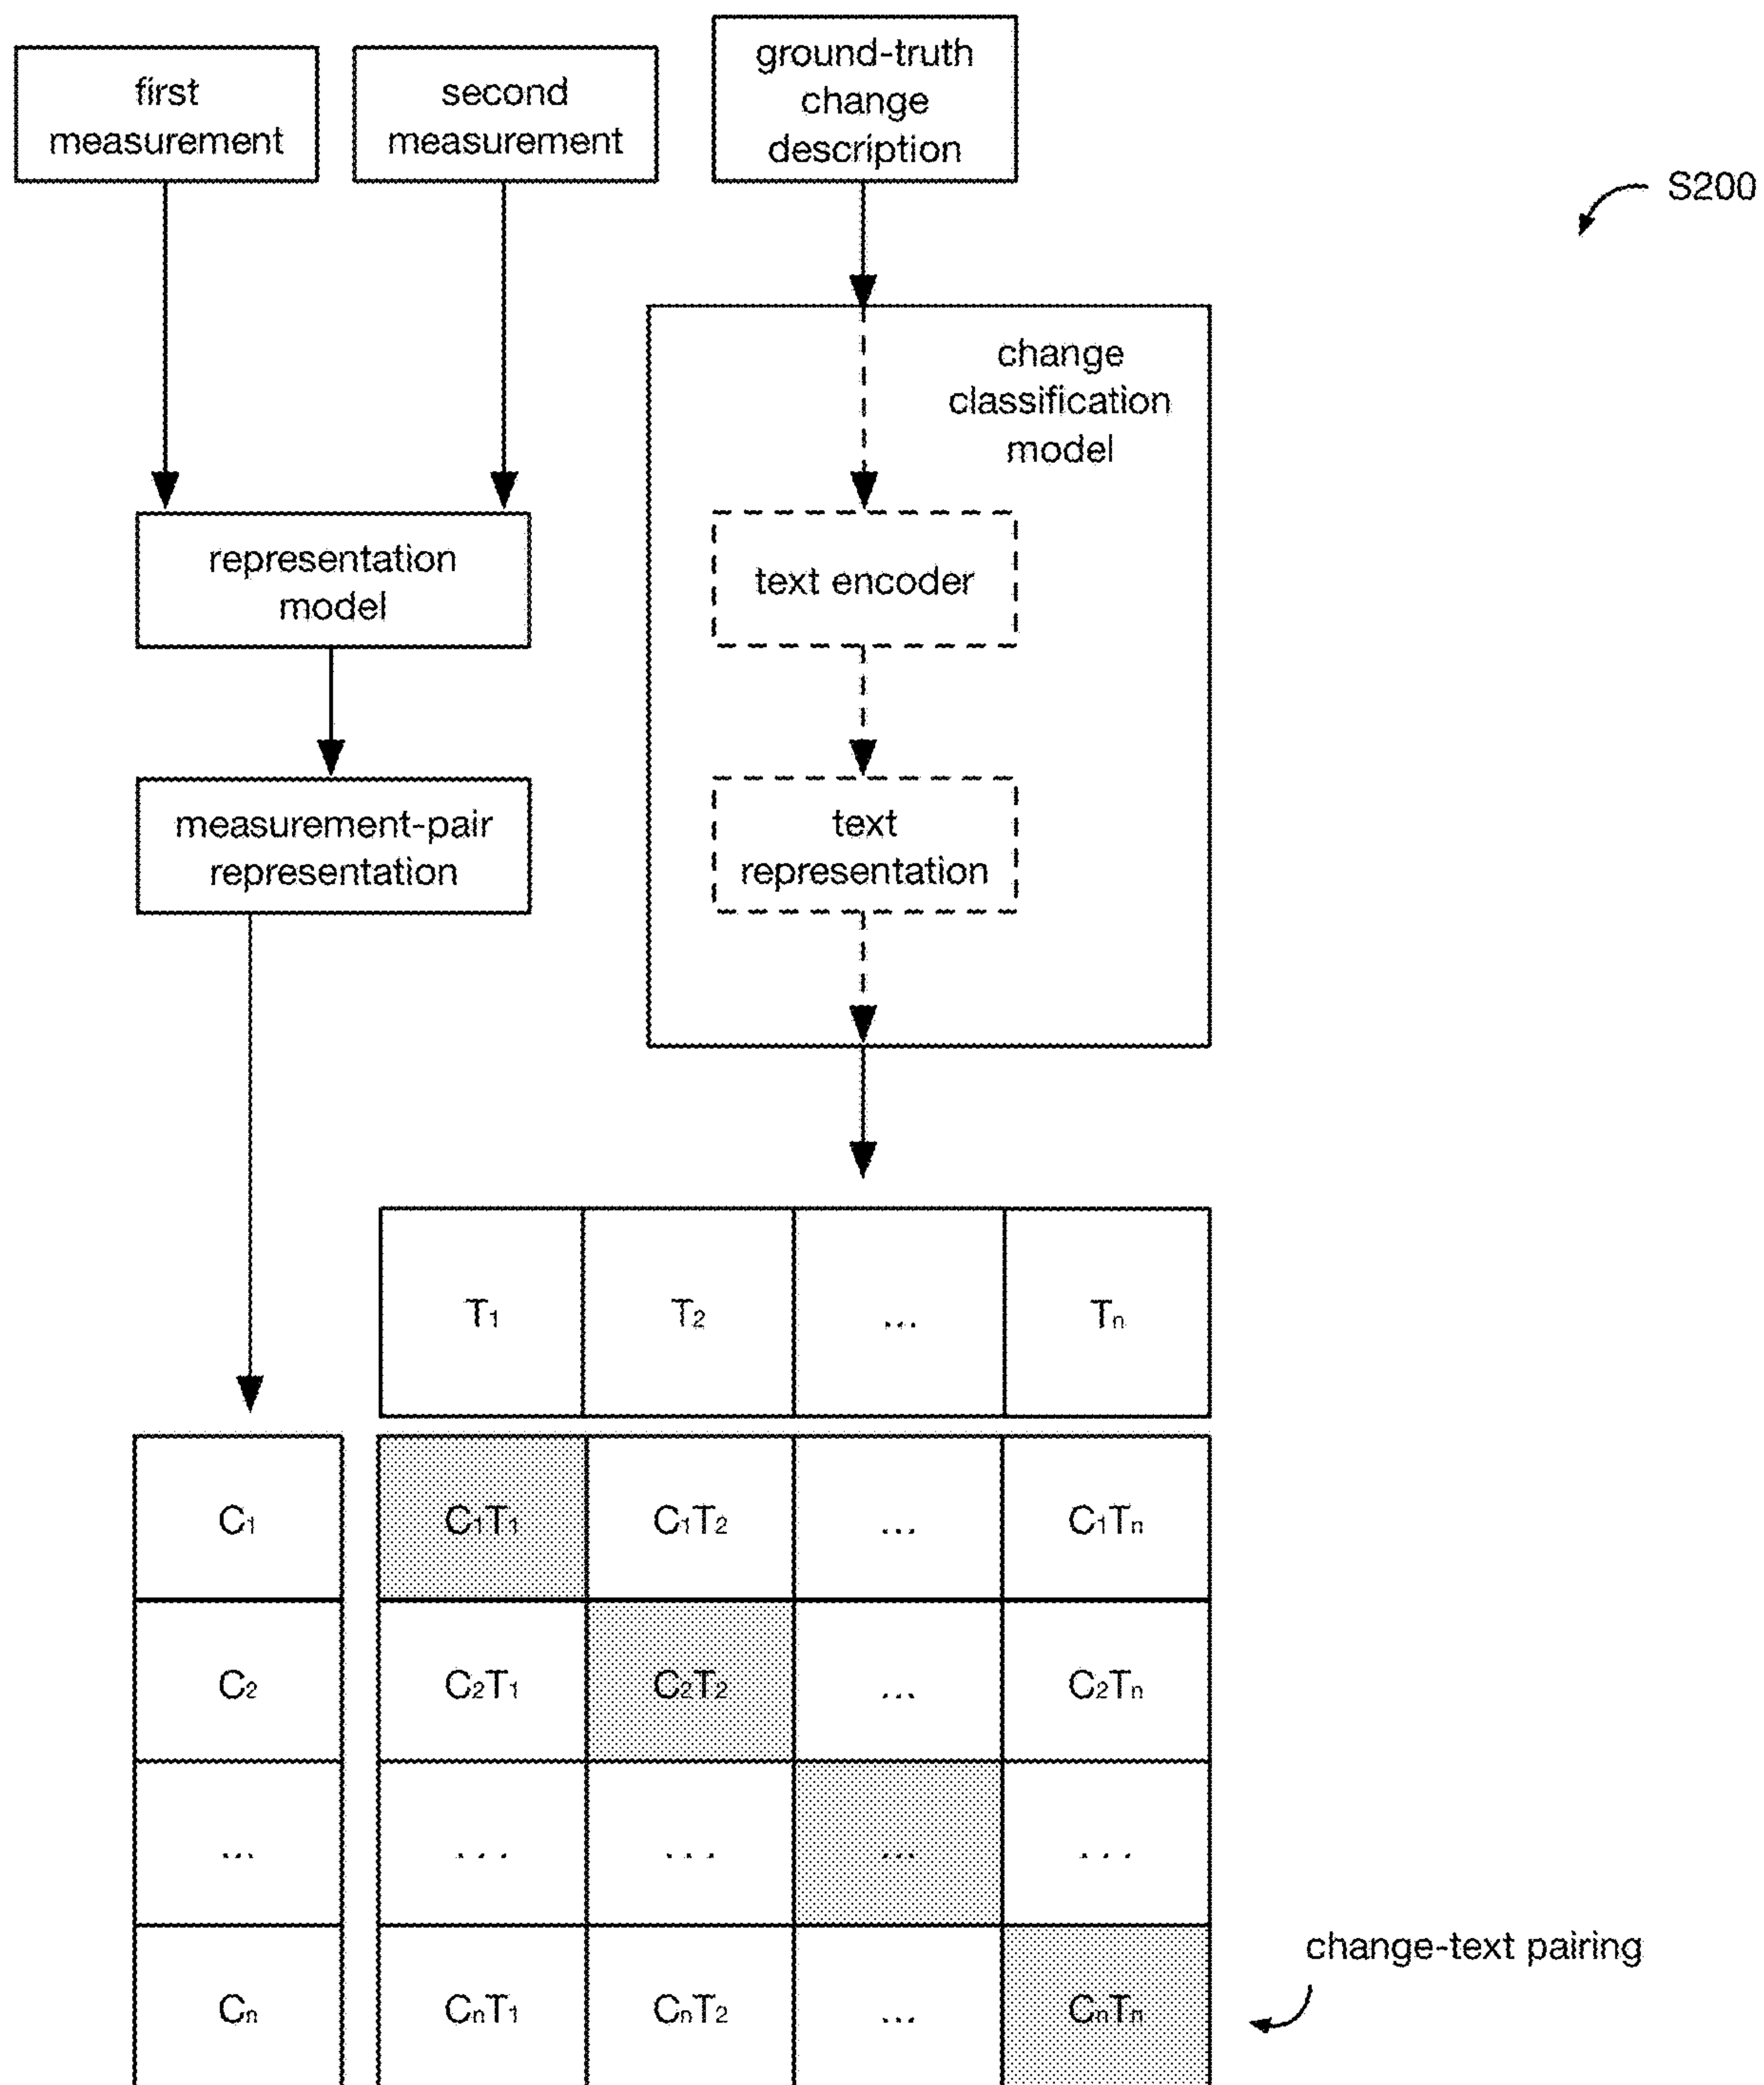 first
measurement
second
measurement
ground-truth
change
description
S200
change
classification
model
representation
model
text encoder
measurement-pair
representation
text
representation
T₁ T₂ ... Tₙ
C₁ C₁T₁ C₁T₂ ... C₁Tₙ
C₂ C₂T₁ C₂T₂ ... C₂Tₙ
... ... ... ... ...
change-text pairing
Cₙ CₙT₁ CₙT₂ ... CₙTₙ